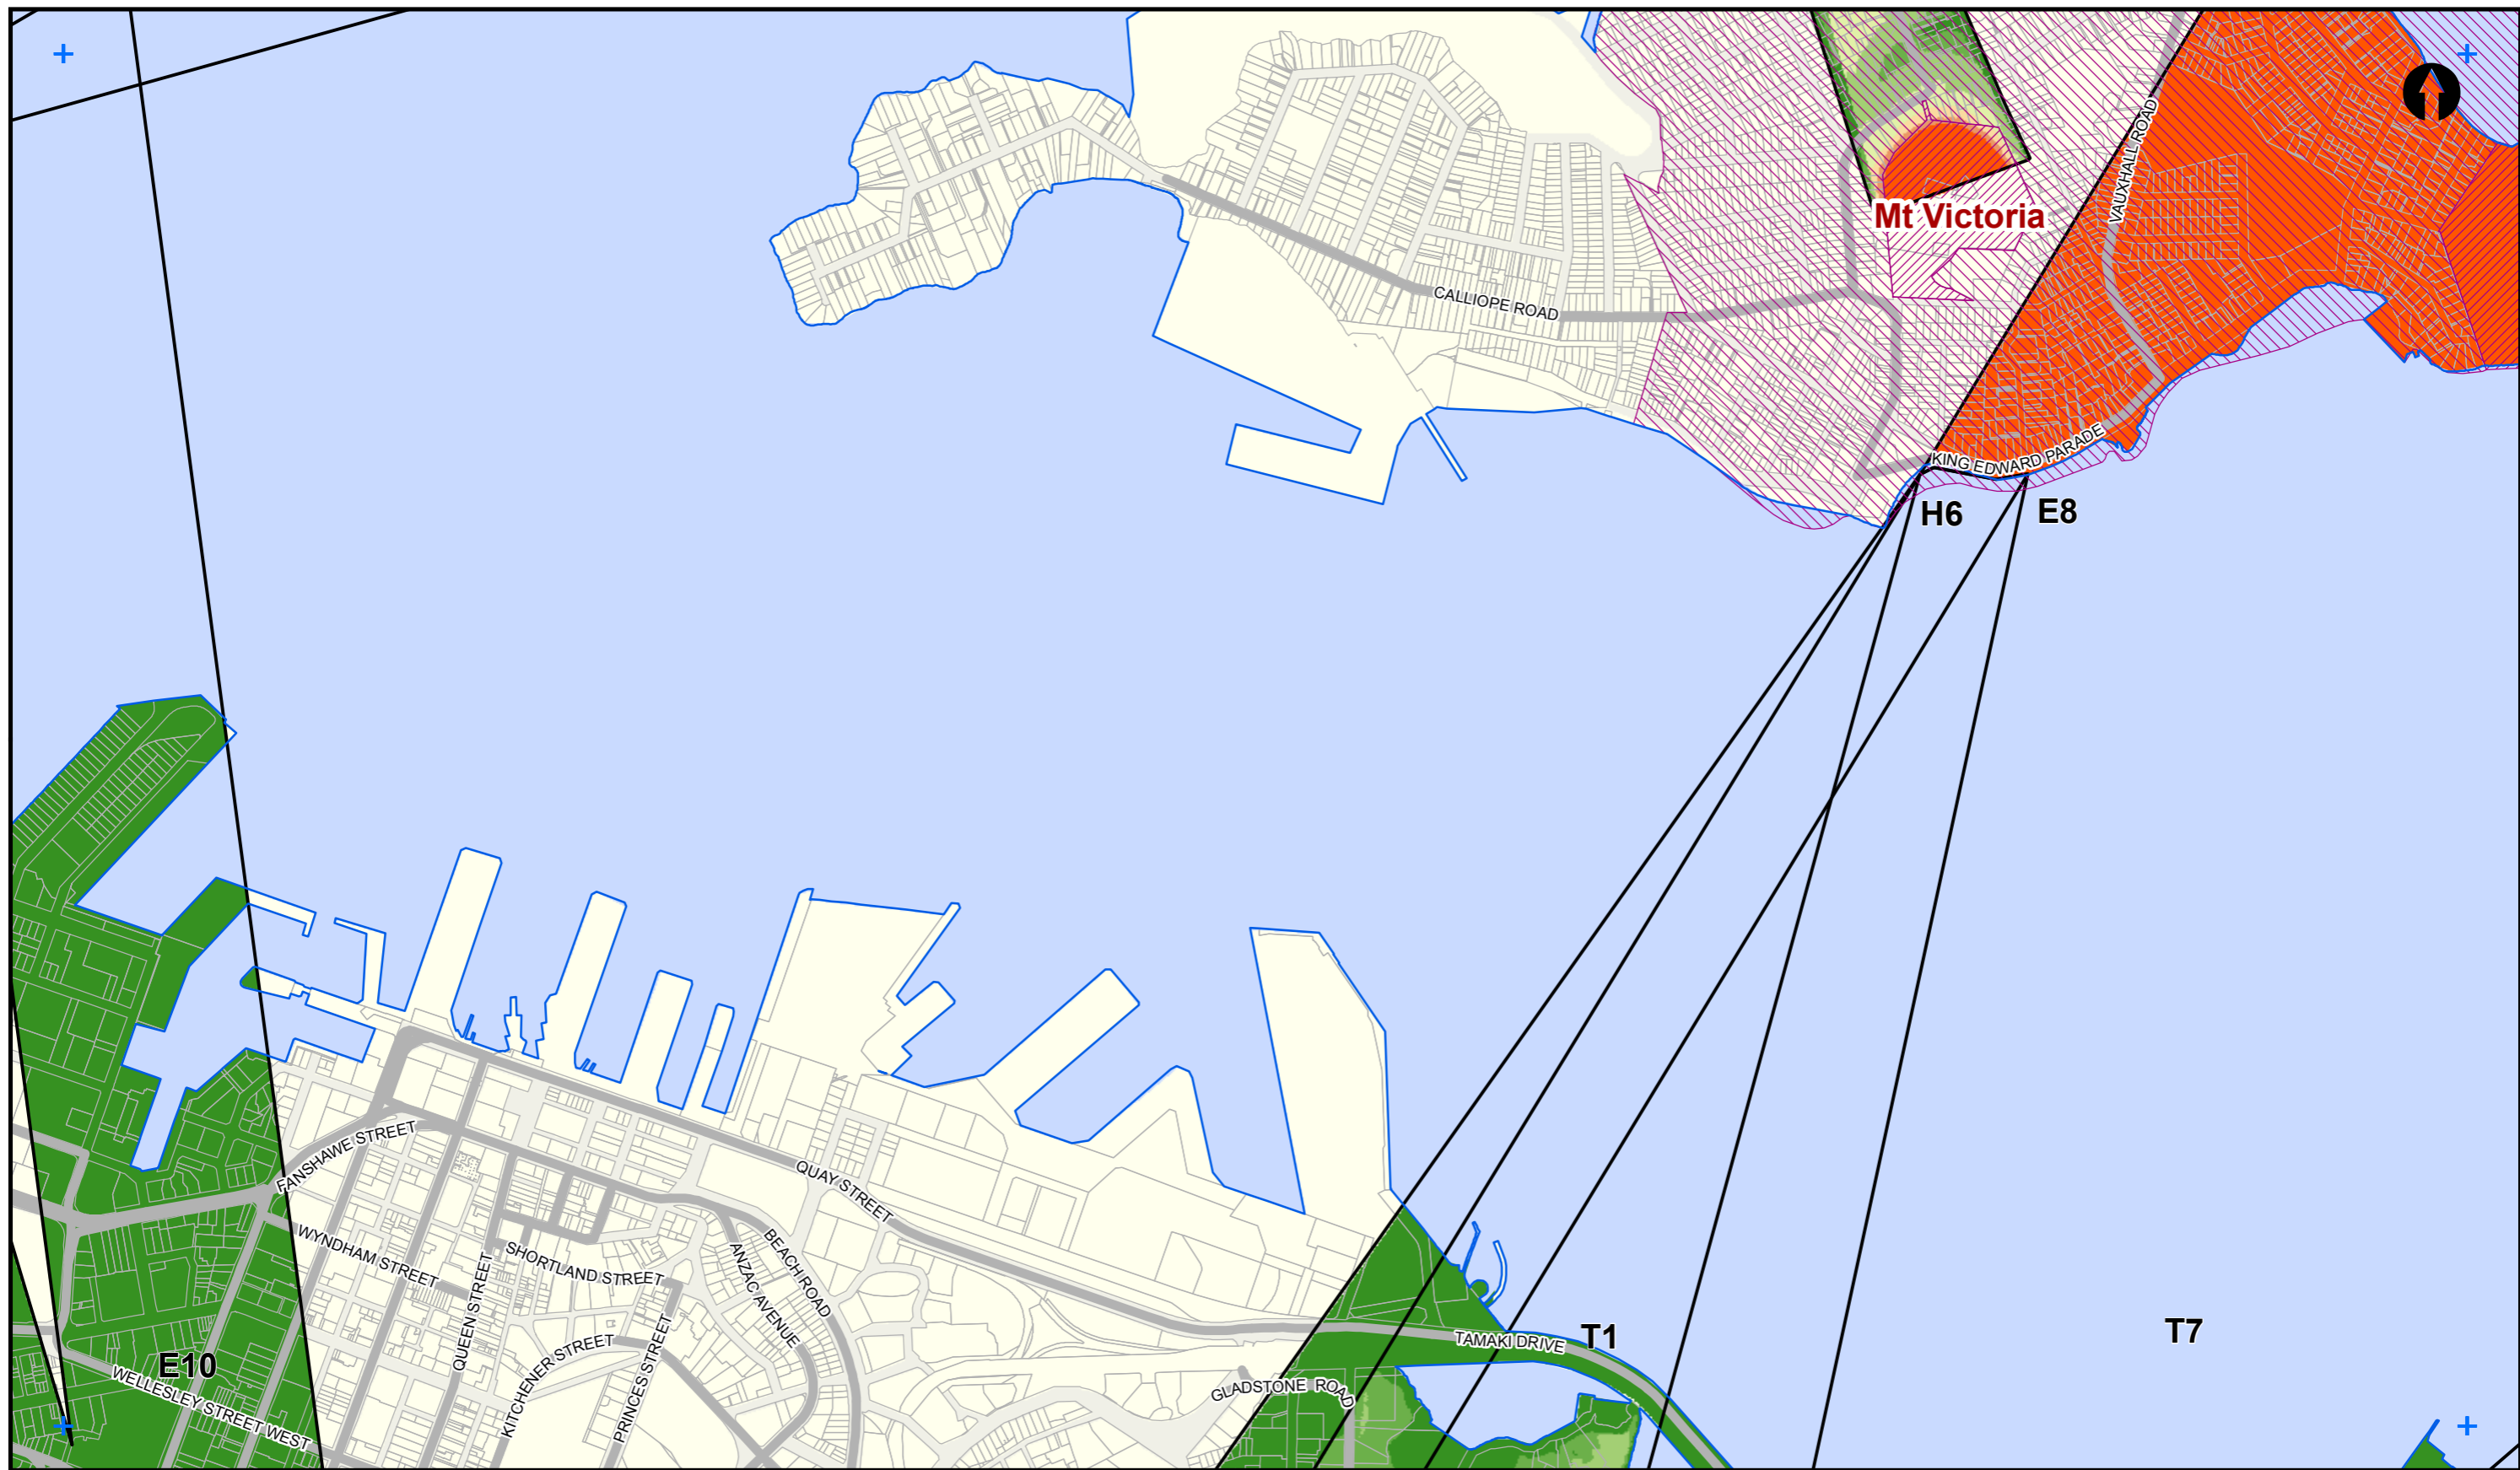 VAUXHALL ROAD
Mt Victoria
CALLIOPE ROAD
KING EDWARD PARADE
H6
E8
FANSHAWE STREET
QUAY STREET
WYNDHAM STREET
SHORTLAND STREET
BEACH ROAD
ANZAC AVENUE
QUEEN STREET
KITCHENER STREET
PRINCES STREET
TAMAKI DRIVE
T1
T7
E10
WELLESLEY STREET WEST
GLADSTONE ROAD